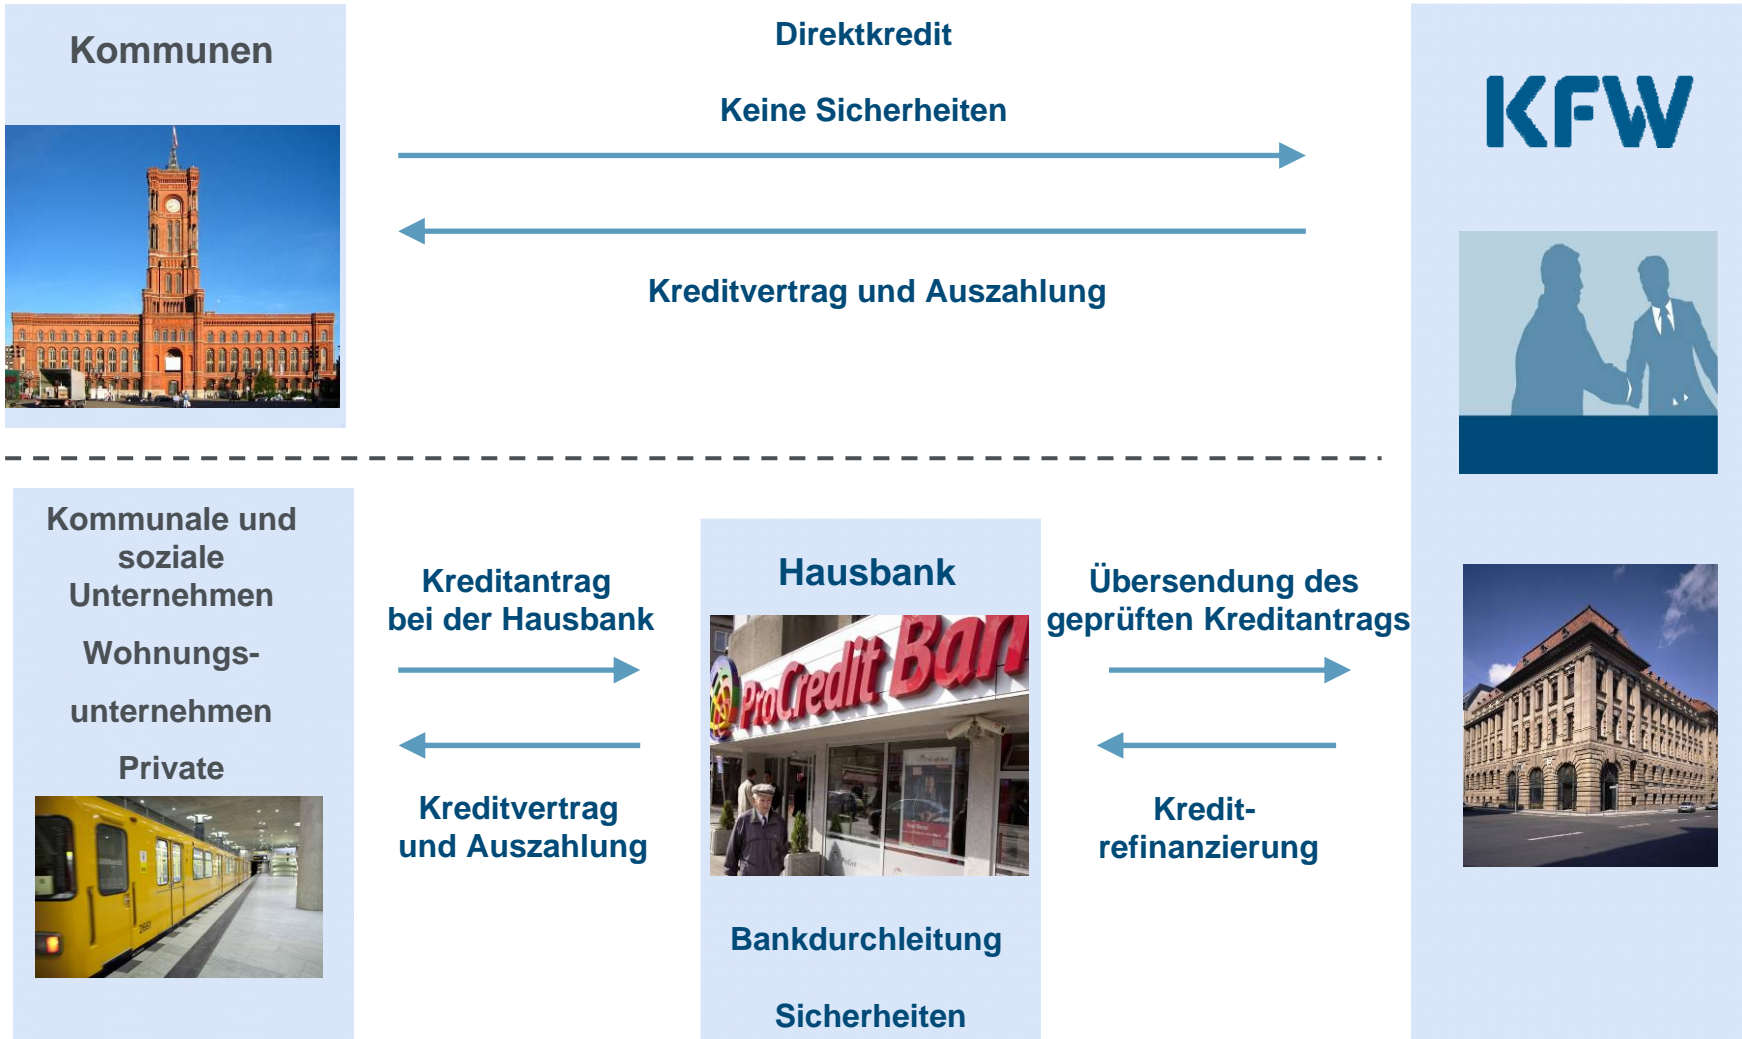 Kommunen
Direktkredit
Keine Sicherheiten
Kreditvertrag und Auszahlung
KFW
Kommunale und
soziale
Unternehmen
Wohnungs-
unternehmen
Private
Kreditantrag
bei der Hausbank
Kreditvertrag
und Auszahlung
Hausbank
ProCredit Ban
Bankdurchleitung
Sicherheiten
Übersendung des
geprüften Kreditantrags
Kredit-
refinanzierung
2661